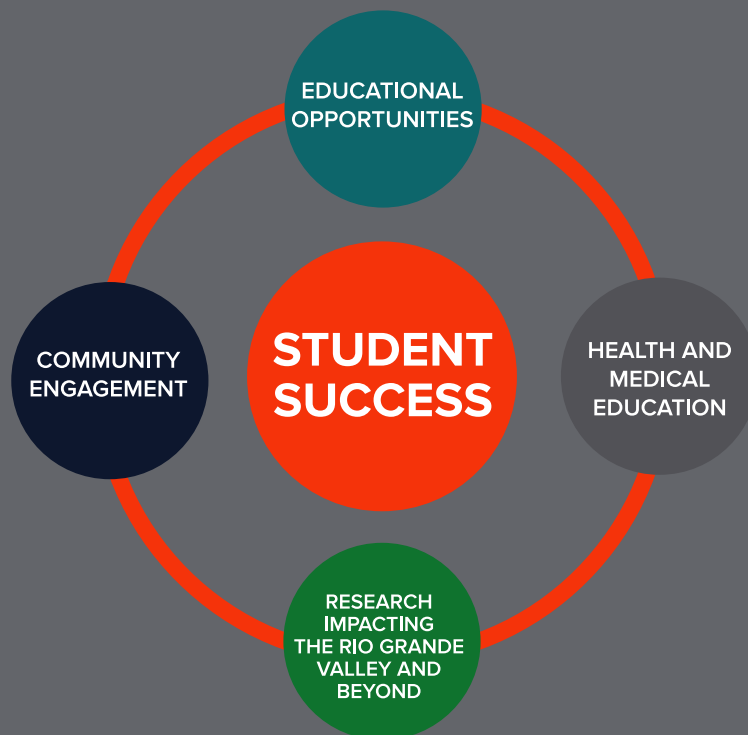 EDUCATIONAL
OPPORTUNITIES
COMMUNITY
ENGAGEMENT
STUDENT
SUCCESS
HEALTH AND
MEDICAL
EDUCATION
RESEARCH
IMPACTING
THE RIO GRANDE
VALLEY AND
BEYOND